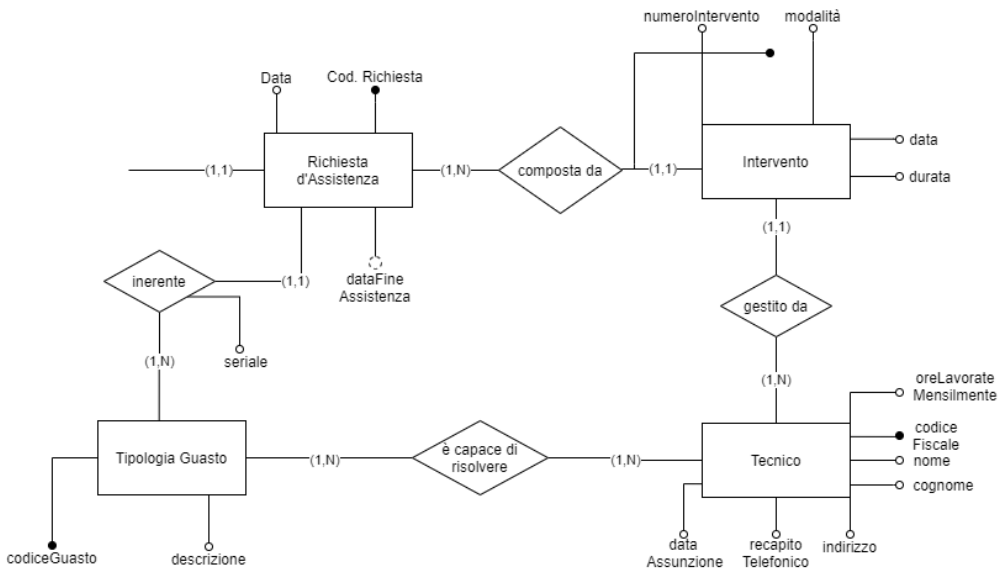 numeroIntervento
modalità
Data
Cod. Richiesta
(1,1)
Richiesta
d'Assistenza
(1,N)
composta da
(1,1)
Intervento
data
durata
(1,1)
inerente
(1,1)
dataFine
Assistenza
gestito da
(1,N)
seriale
(1,N)
oreLavorate
Mensilmente
Tipologia Guasto
(1,N)
è capace di
risolvere
(1,N)
Tecnico
codice
Fiscale
nome
cognome
codiceGuasto
descrizione
data
Assunzione
recapito
Telefonico
indirizzo